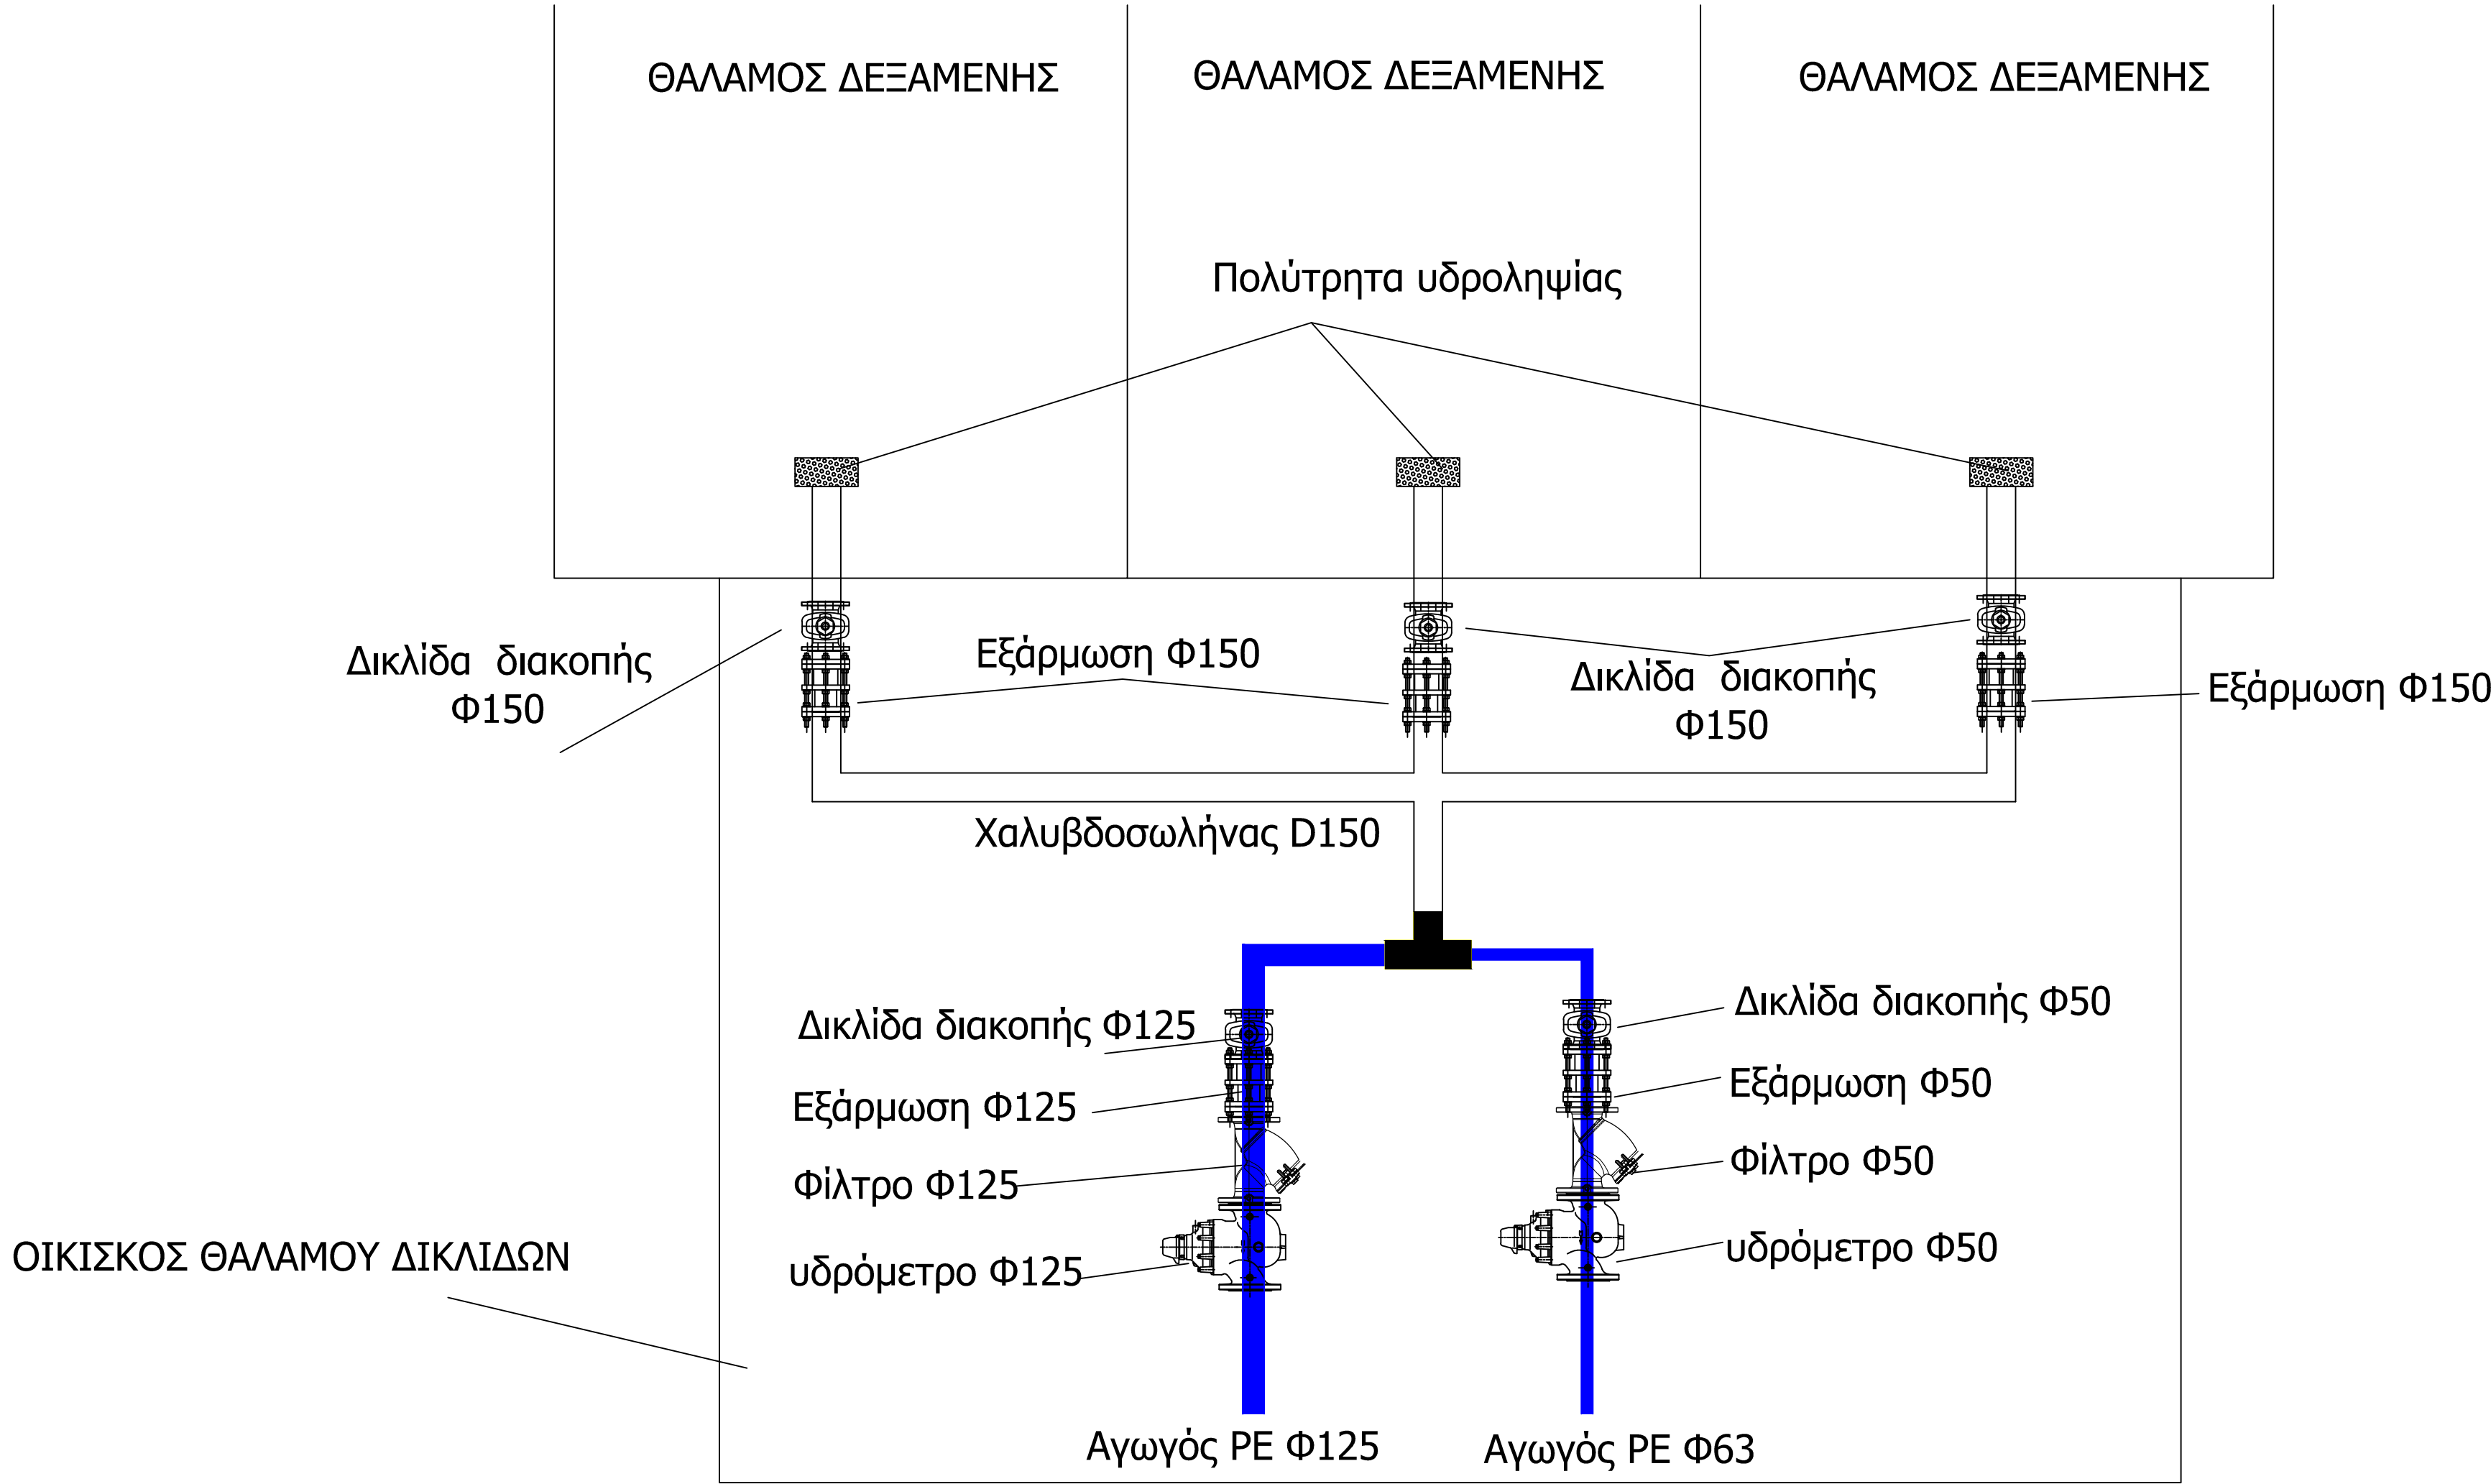 ΘΑΛΑΜΟΣ ΔΕΞΑΜΕΝΗΣ
ΘΑΛΑΜΟΣ ΔΕΞΑΜΕΝΗΣ
ΘΑΛΑΜΟΣ ΔΕΞΑΜΕΝΗΣ
Πολύτρητα υδροληψίας
Δικλίδα διακοπής
Φ150
Εξάρμωση Φ150
Δικλίδα διακοπής
Φ150
Εξάρμωση Φ150
Χαλυβδοσωλήνας D150
Δικλίδα διακοπής Φ125
Εξάρμωση Φ125
Φίλτρο Φ125
υδρόμετρο Φ125
Δικλίδα διακοπής Φ50
Εξάρμωση Φ50
Φίλτρο Φ50
υδρόμετρο Φ50
ΟΙΚΙΣΚΟΣ ΘΑΛΑΜΟΥ ΔΙΚΛΙΔΩΝ
Αγωγός PE Φ125
Αγωγός PE Φ63